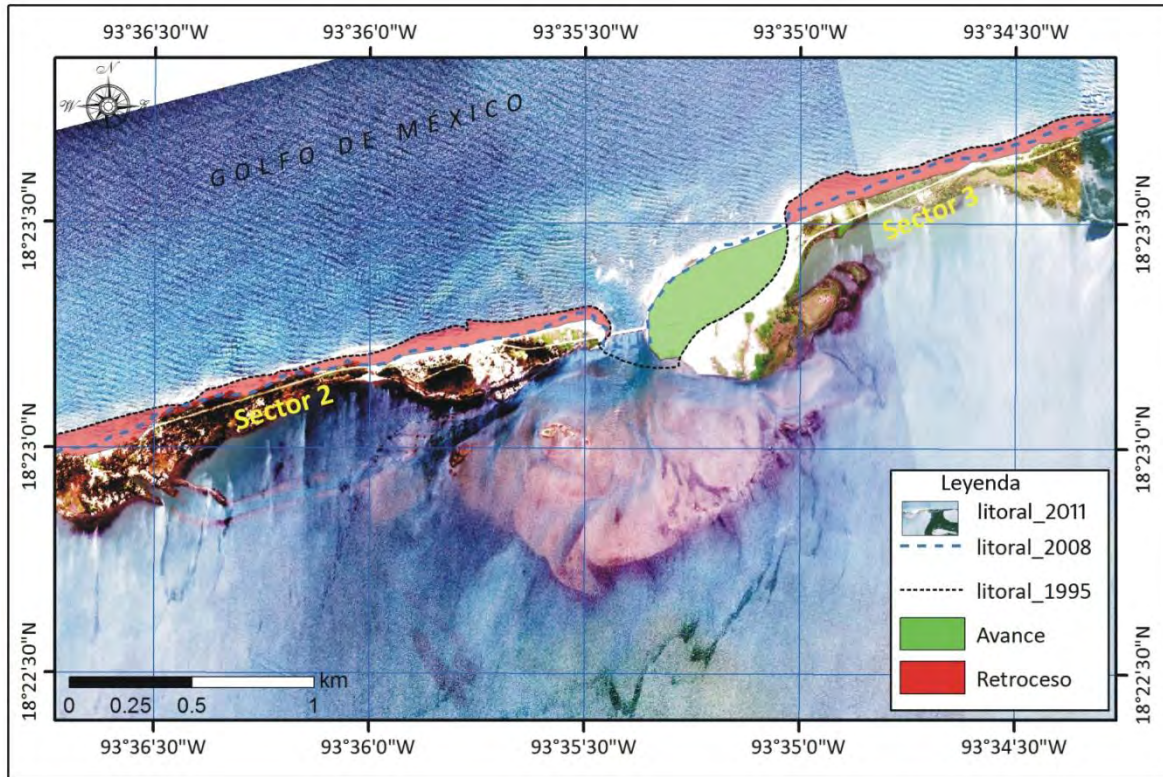 93°36'30"W 93°36'0"W 93°35'30"W 93°35'0"W 93°34'30"W
N
W E
GOLFO DE MÉXICO
18°23'30"N 18°23'30"N
Sector 3
Sector 2
18°23'0"N 18°23'0"N
Leyenda
litoral_2011
litoral_2008
litoral_1995
Avance
Retroceso
18°22'30"N 18°22'30"N
km
0 0.25 0.5 1
93°36'30"W 93°36'0"W 93°35'30"W 93°35'0"W 93°34'30"W